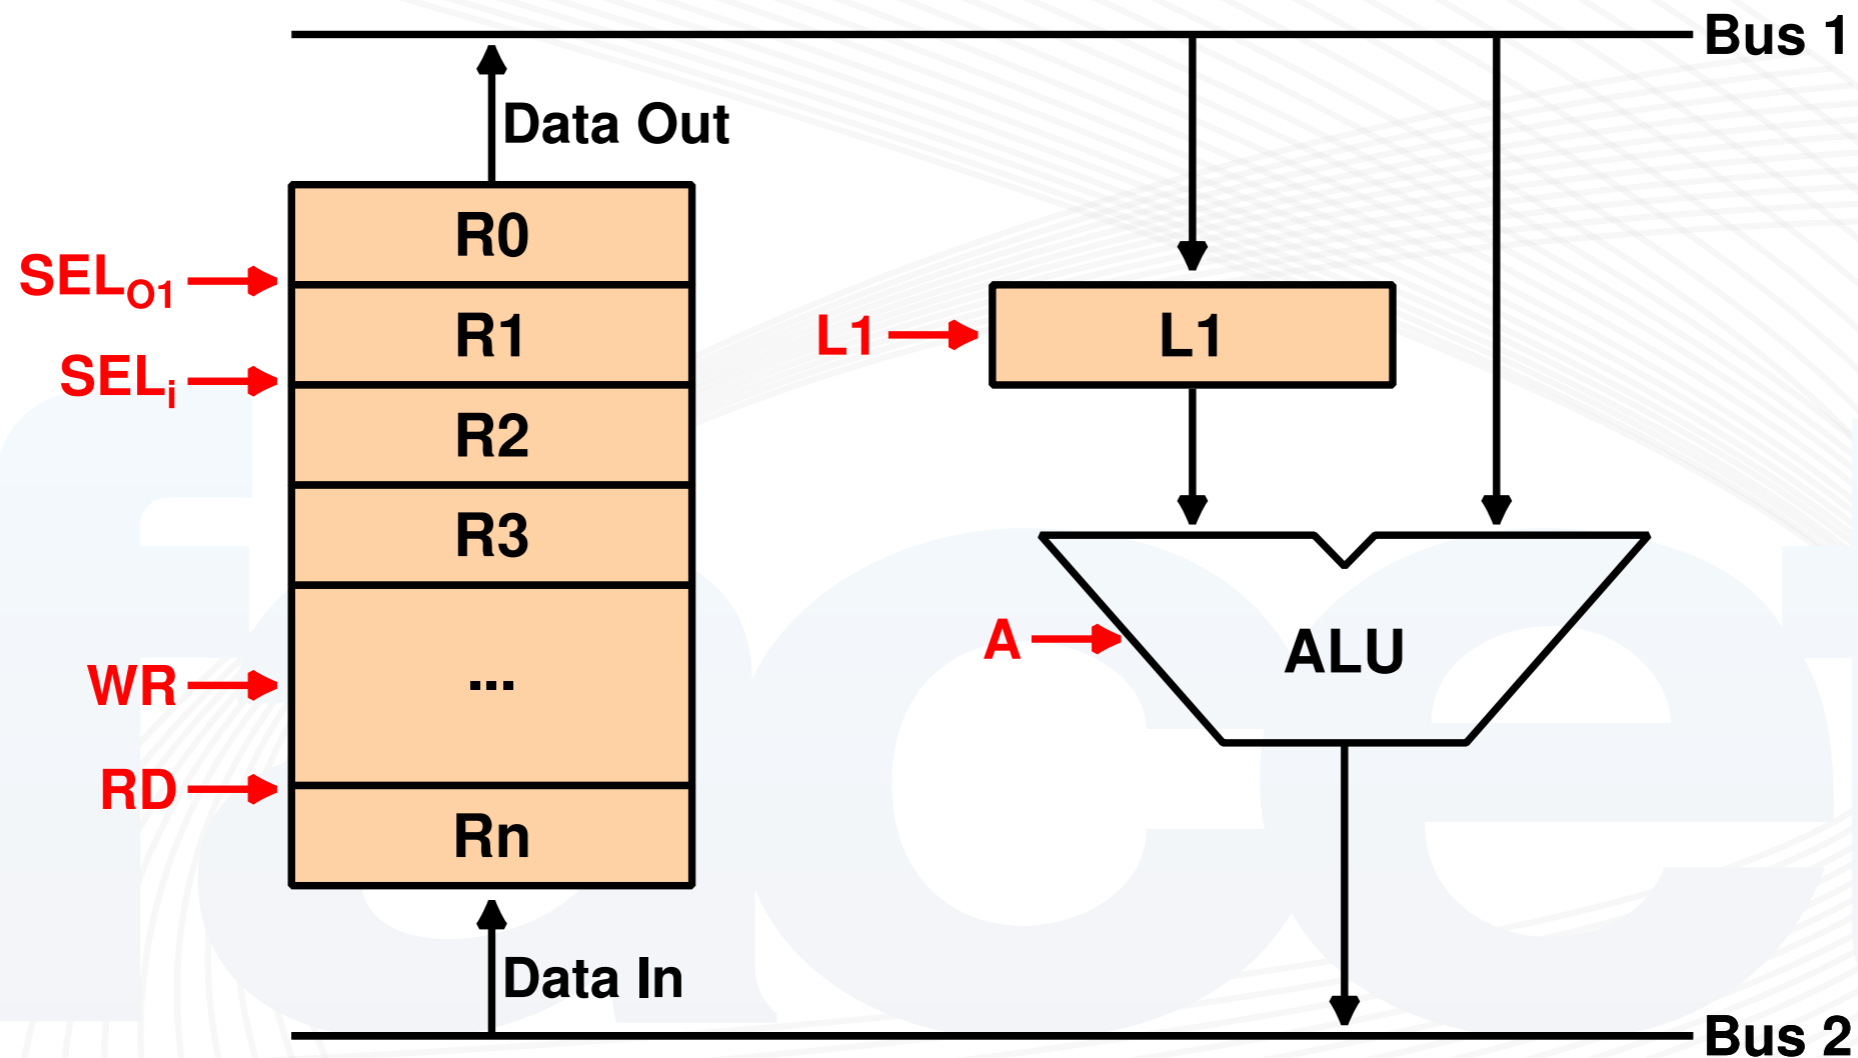 Bus 1
Data Out
R0
SELO1
R1
L1
L1
SELi
R2
R3
A
ALU
WR
...
RD
Rn
Data In
Bus 2